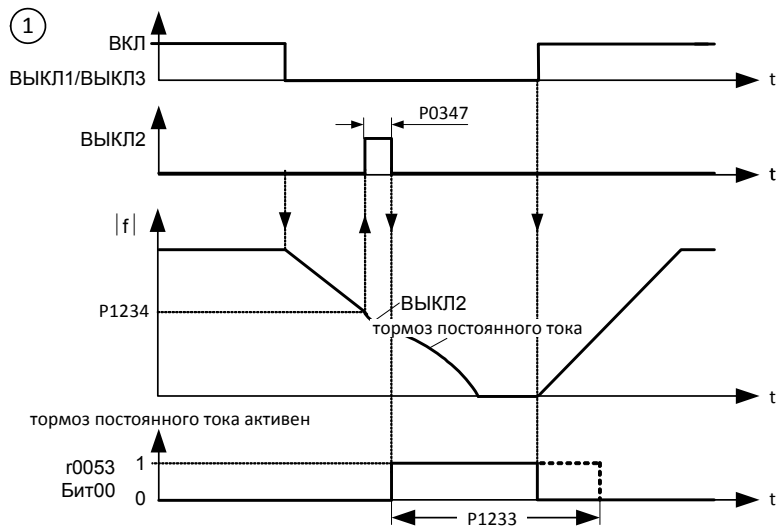 1
ВКЛ
ВЫКЛ1/ВЫКЛ3
t
P0347
ВЫКЛ2
t
|f|
P1234
ВЫКЛ2
тормоз постоянного тока
t
тормоз постоянного тока активен
r0053
Бит00
1
0
t
P1233